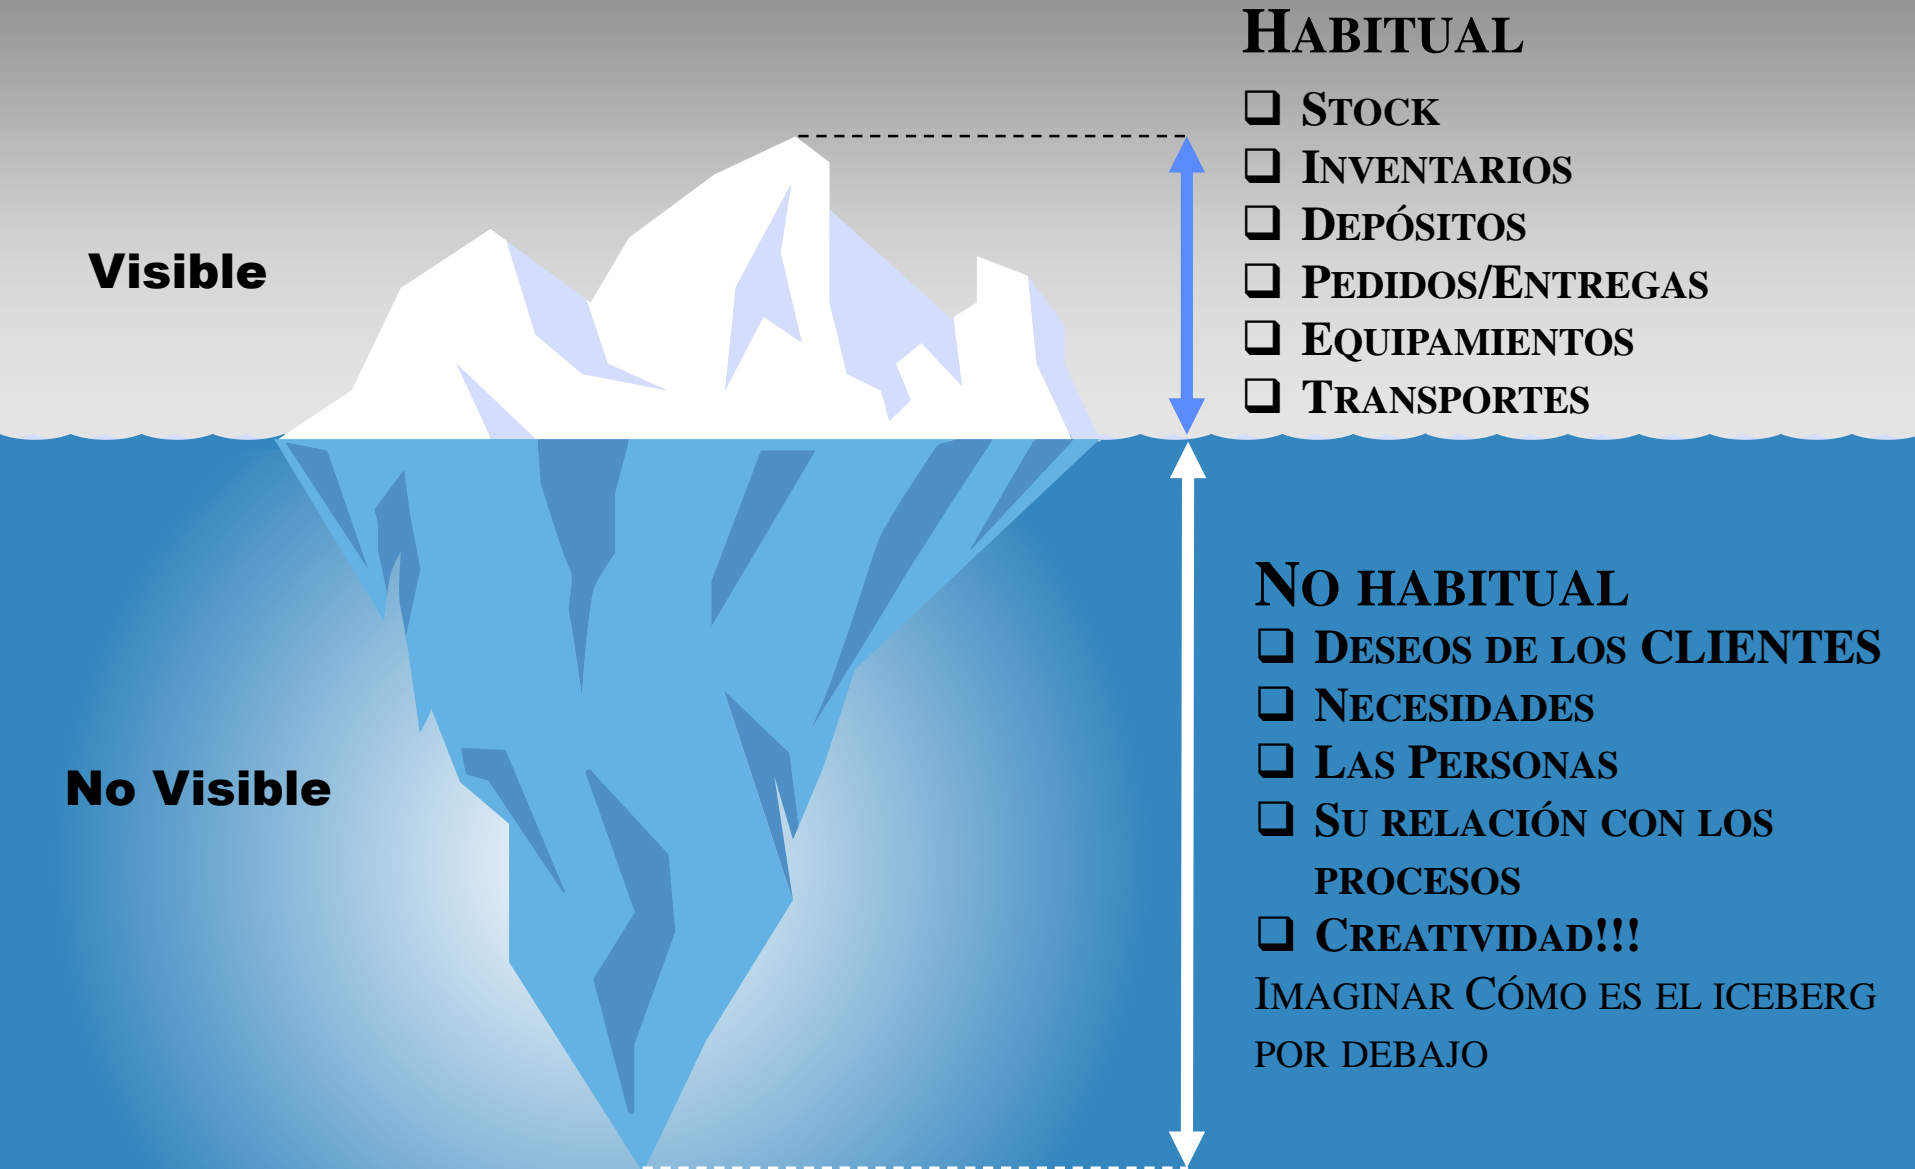 HABITUAL
❑ STOCK
❑ INVENTARIOS
❑ DEPÓSITOS
❑ PEDIDOS/ENTREGAS
❑ EQUIPAMIENTOS
❑ TRANSPORTES
Visible
NO HABITUAL
❑ DESEOS DE LOS CLIENTES
❑ NECESIDADES
❑ LAS PERSONAS
❑ SU RELACIÓN CON LOS
PROCESOS
❑ CREATIVIDAD!!!
IMAGINAR CÓMO ES EL ICEBERG
POR DEBAJO
No Visible